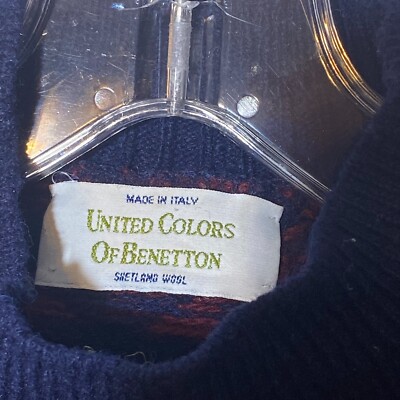 MADE IN ITALY
UNITED COLORS
OF BENETTON
SHETLAND WOOL